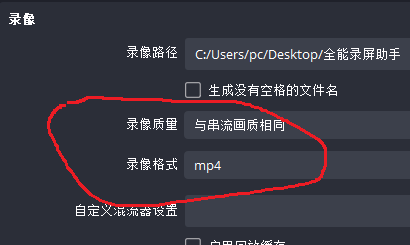 录像
录像路径 C:/Users/pc/Desktop/全能录屏助手
生成没有空格的文件名
录像质量 与串流画质相同
录像格式 mp4
自定义混流器设置